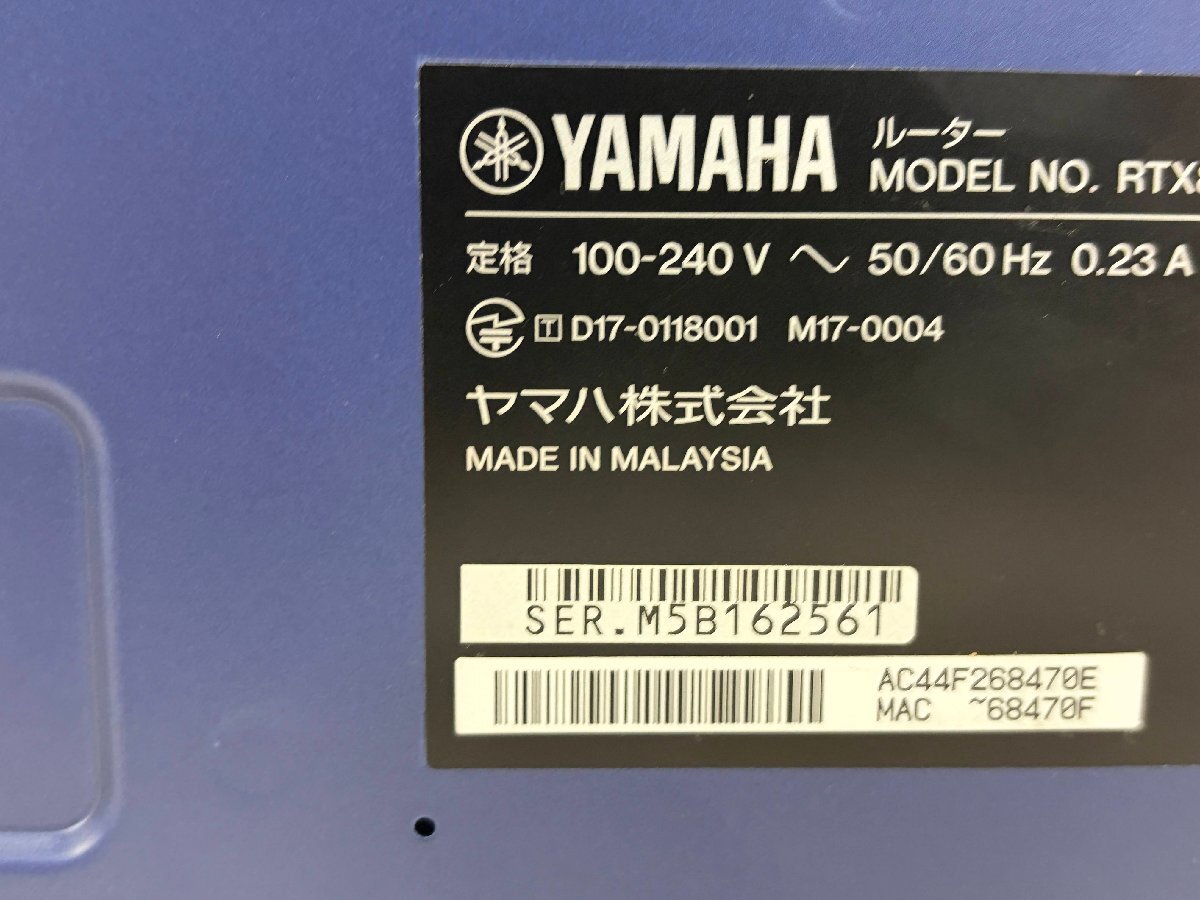 YAMAHA ルーター
MODEL NO. RTX8
定格 100-240 V 〜 50/60 Hz 0.23 A
T D17-0118001 M17-0004
ヤマハ株式会社
MADE IN MALAYSIA
SER.M5B162561
AC44F268470E
MAC ~68470F